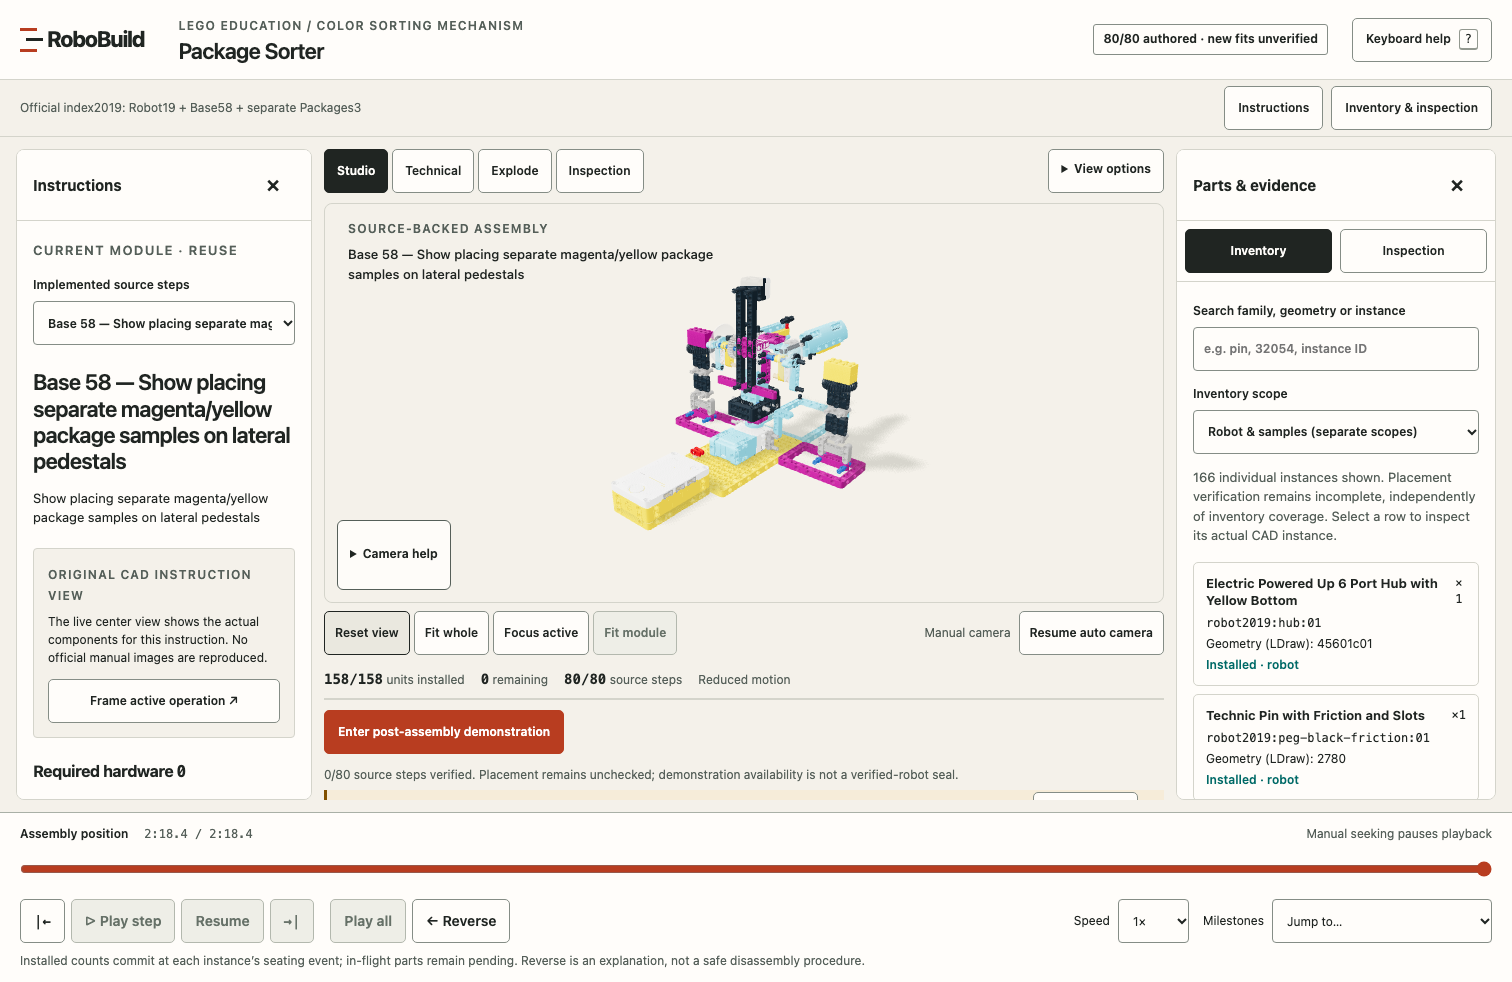 RoboBuild
LEGO EDUCATION / COLOR SORTING MECHANISM
Package Sorter
80/80 authored · new fits unverified
Keyboard help ?
Official index2019: Robot19 + Base58 + separate Packages3
Instructions
Inventory & inspection
Instructions ×
CURRENT MODULE · REUSE
Implemented source steps
Base 58 — Show placing separate mag
Base 58 — Show placing
separate magenta/yellow
package samples on lateral
pedestals
Show placing separate magenta/yellow
package samples on lateral pedestals
ORIGINAL CAD INSTRUCTION
VIEW
The live center view shows the actual
components for this instruction. No
official manual images are reproduced.
Frame active operation ↗
Required hardware 0
Studio
Technical
Explode
Inspection
▶ View options
SOURCE-BACKED ASSEMBLY
Base 58 — Show placing separate magenta/yellow package
samples on lateral pedestals
▶ Camera help
Reset view
Fit whole
Focus active
Fit module
Manual camera
Resume auto camera
158/158 units installed 0 remaining 80/80 source steps Reduced motion
Enter post-assembly demonstration
0/80 source steps verified. Placement remains unchecked; demonstration availability is not a verified-robot seal.
Parts & evidence ×
Inventory
Inspection
Search family, geometry or instance
e.g. pin, 32054, instance ID
Inventory scope
Robot & samples (separate scopes)
166 individual instances shown. Placement
verification remains incomplete, independently
of inventory coverage. Select a row to inspect
its actual CAD instance.
Electric Powered Up 6 Port Hub with ×
Yellow Bottom 1
robot2019:hub:01
Geometry (LDraw): 45601c01
Installed · robot
Technic Pin with Friction and Slots ×1
robot2019:peg-black-friction:01
Geometry (LDraw): 2780
Installed · robot
Assembly position 2:18.4 / 2:18.4
Manual seeking pauses playback
|←
▷ Play step
Resume
→|
Play all
← Reverse
Speed 1×
Milestones Jump to...
Installed counts commit at each instance's seating event; in-flight parts remain pending. Reverse is an explanation, not a safe disassembly procedure.